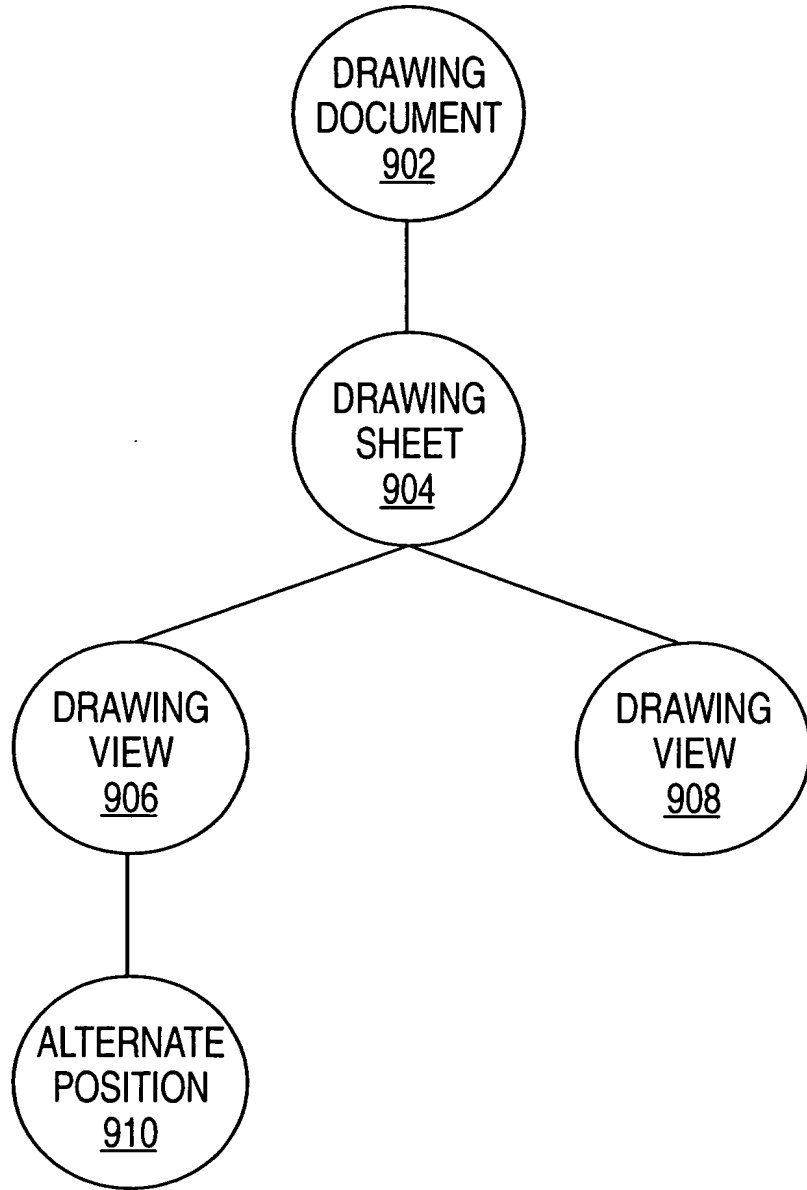 DRAWING
DOCUMENT
902
DRAWING
SHEET
904
DRAWING
VIEW
906
DRAWING
VIEW
908
ALTERNATE
POSITION
910